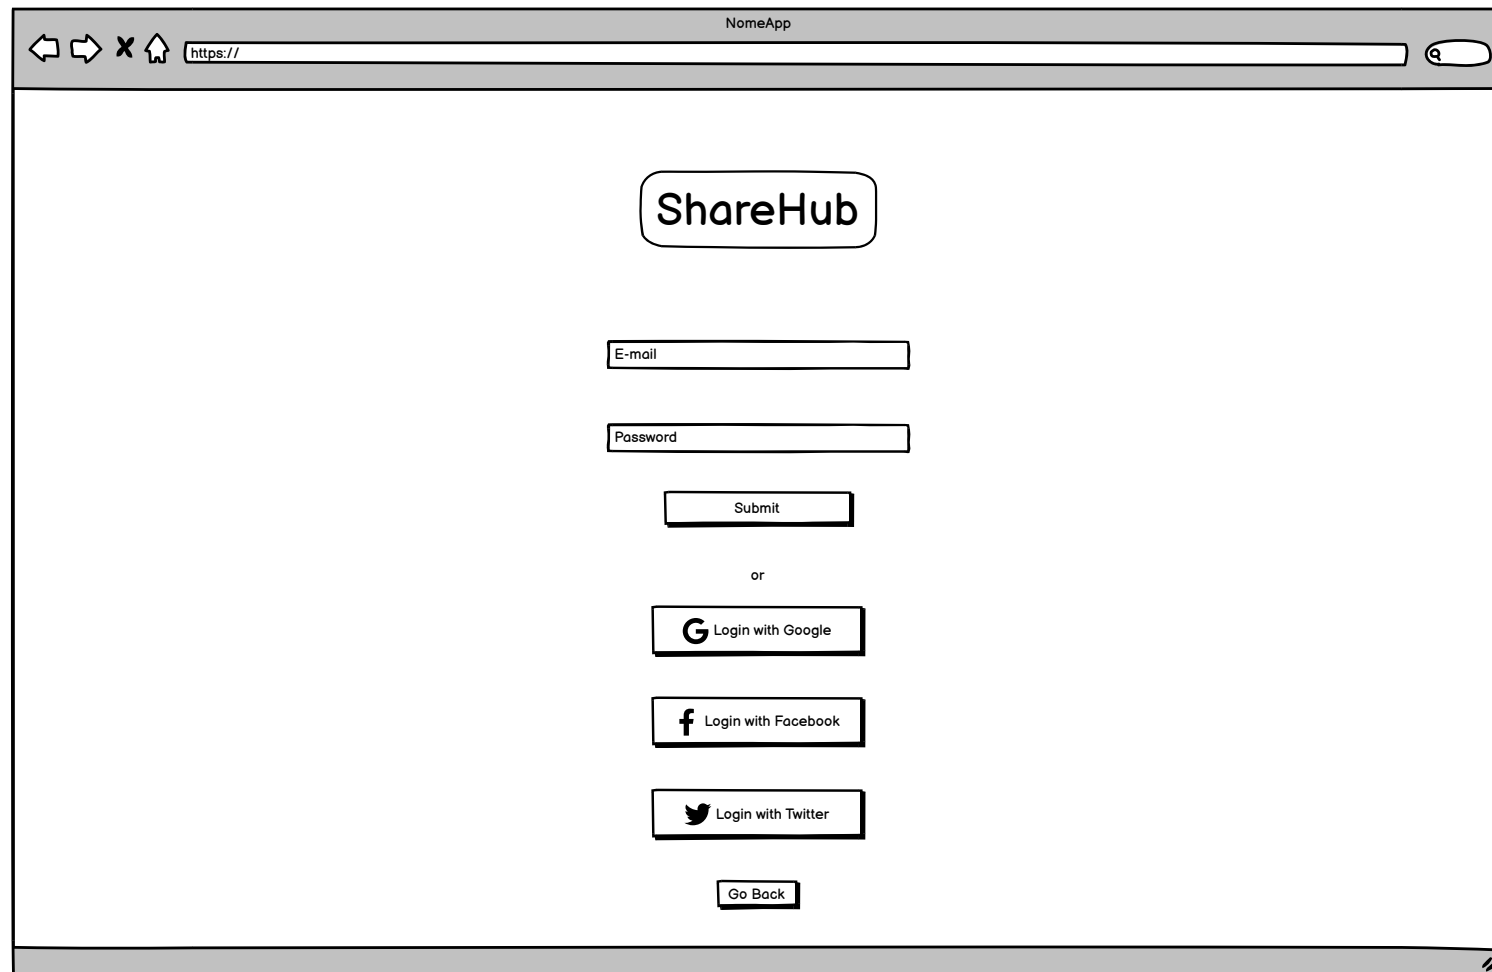 NomeApp
https://
ShareHub
E-mail
Password
Submit
or
Login with Google
Login with Facebook
Login with Twitter
Go Back